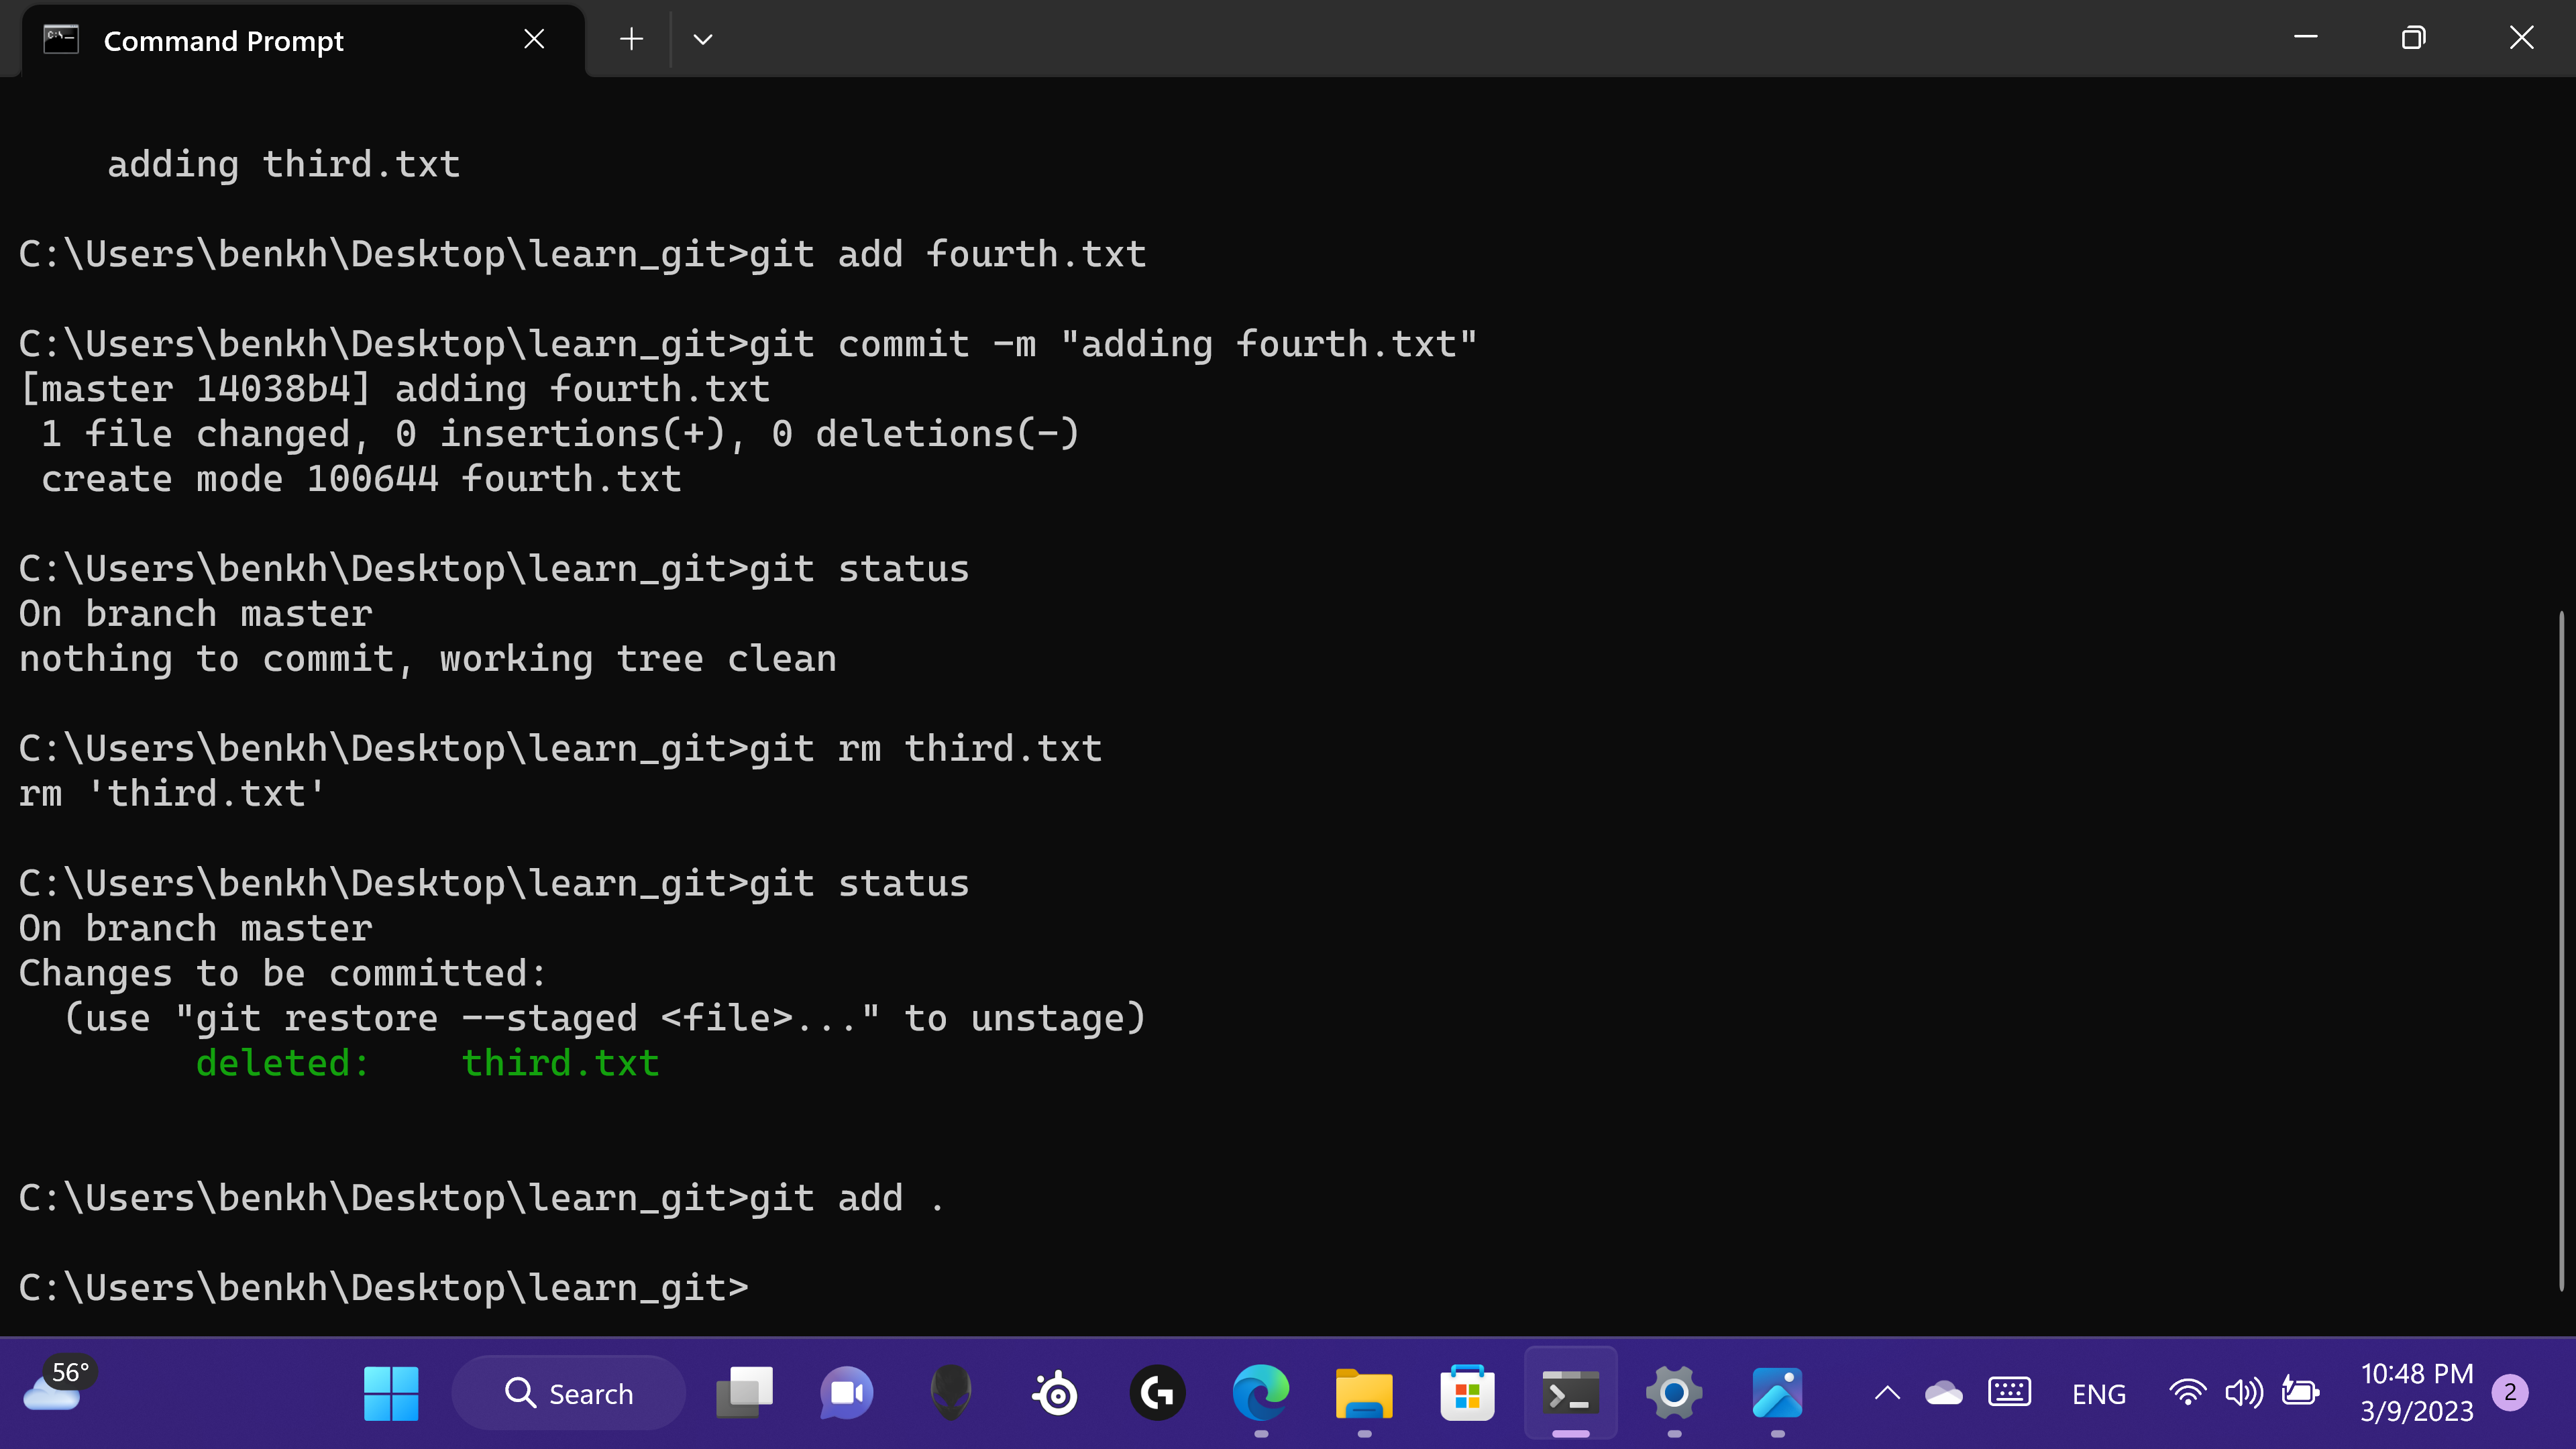 Command Prompt
adding third.txt
C:\Users\benkh\Desktop\learn_git>git add fourth.txt
C:\Users\benkh\Desktop\learn_git>git commit -m "adding fourth.txt"
[master 14038b4] adding fourth.txt
 1 file changed, 0 insertions(+), 0 deletions(-)
 create mode 100644 fourth.txt
C:\Users\benkh\Desktop\learn_git>git status
On branch master
nothing to commit, working tree clean
C:\Users\benkh\Desktop\learn_git>git rm third.txt
rm 'third.txt'
C:\Users\benkh\Desktop\learn_git>git status
On branch master
Changes to be committed:
  (use "git restore --staged <file>..." to unstage)
        deleted:    third.txt
C:\Users\benkh\Desktop\learn_git>git add .
C:\Users\benkh\Desktop\learn_git>
56°
Search
ENG
10:48 PM
3/9/2023
2